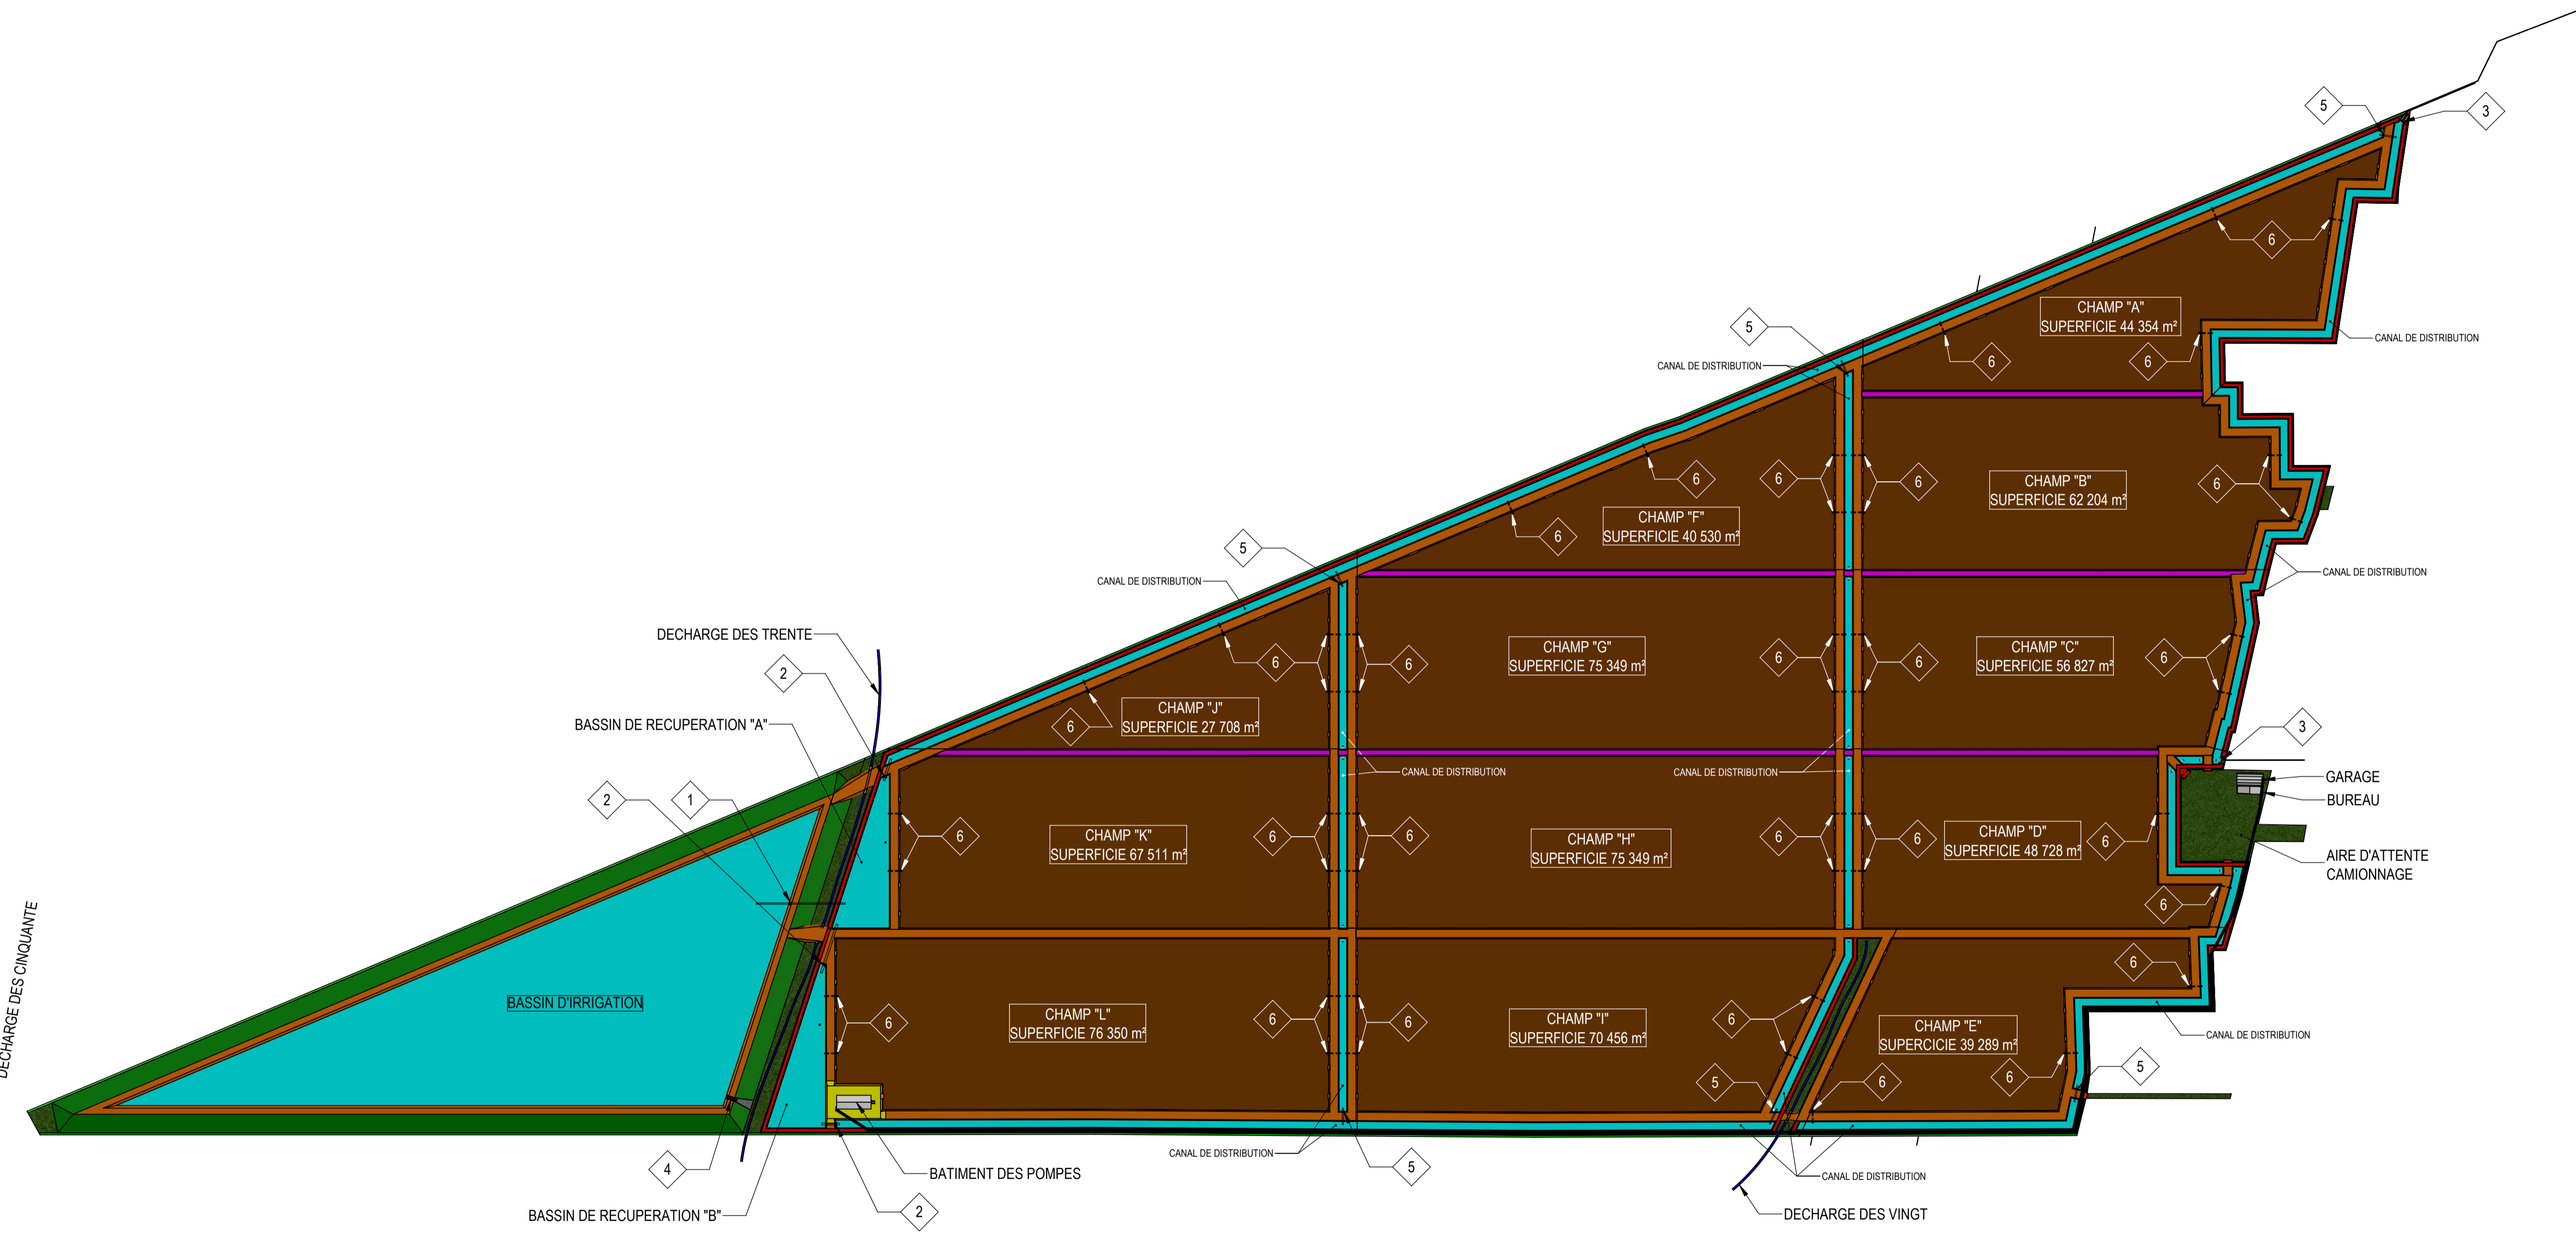 5
3
6
CHAMP "A"
SUPERFICIE 44 354 m²
5
CANAL DE DISTRIBUTION
6
6
CANAL DE DISTRIBUTION
6
6
6
CHAMP "B"
SUPERFICIE 62 204 m²
6
CHAMP "F"
SUPERFICIE 40 530 m²
6
5
CANAL DE DISTRIBUTION
CANAL DE DISTRIBUTION
DECHARGE DES TRENTE
2
6
6
CHAMP "G"
SUPERFICIE 75 349 m²
6
6
CHAMP "C"
SUPERFICIE 56 827 m²
6
BASSIN DE RECUPERATION "A"
6
CHAMP "J"
SUPERFICIE 27 708 m²
3
CANAL DE DISTRIBUTION
CANAL DE DISTRIBUTION
GARAGE
BUREAU
2
1
6
CHAMP "K"
SUPERFICIE 67 511 m²
6
6
CHAMP "H"
SUPERFICIE 75 349 m²
6
6
CHAMP "D"
SUPERFICIE 48 728 m²
6
AIRE D'ATTENTE
CAMIONNAGE
6
DECHARGE DES CINQUANTE
6
BASSIN D'IRRIGATION
6
CHAMP "L"
SUPERFICIE 76 350 m²
6
6
CHAMP "I"
SUPERFICIE 70 456 m²
6
CHAMP "E"
SUPERCICIE 39 289 m²
CANAL DE DISTRIBUTION
5
6
6
5
CANAL DE DISTRIBUTION
5
4
BATIMENT DES POMPES
CANAL DE DISTRIBUTION
BASSIN DE RECUPERATION "B"
2
DECHARGE DES VINGT